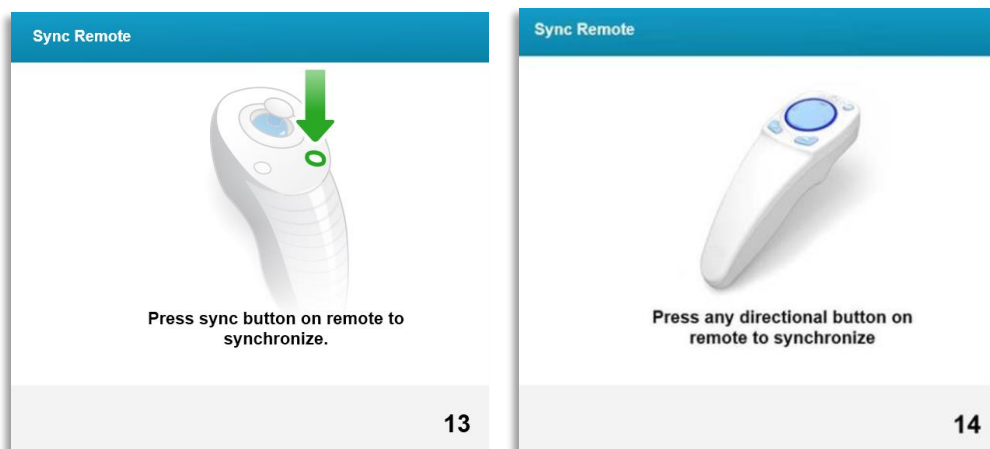 Sync Remote
Press sync button on remote to
synchronize.
13
Sync Remote
Press any directional button on
remote to synchronize
14